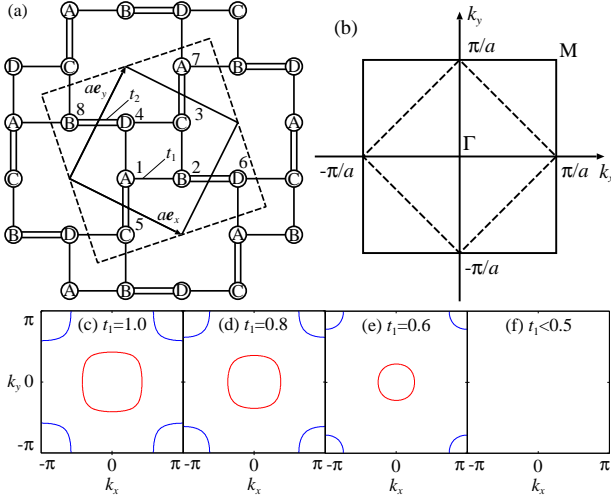 (a)
A B D C
D C A 7 B D
ae_y t_2
8 4 3
A B D C A
1 t_1 2 6
C A B D B
5 ae_x
B D C A C
A B D C
(b)
k_y
π/a M
Γ
-π/a π/a k_x
-π/a
π (c) t_1=1.0 (d) t_1=0.8 (e) t_1=0.6 (f) t_1<0.5
k_y 0
-π
-π 0 π -π 0 π -π 0 π -π 0 π
k_x k_x k_x k_x